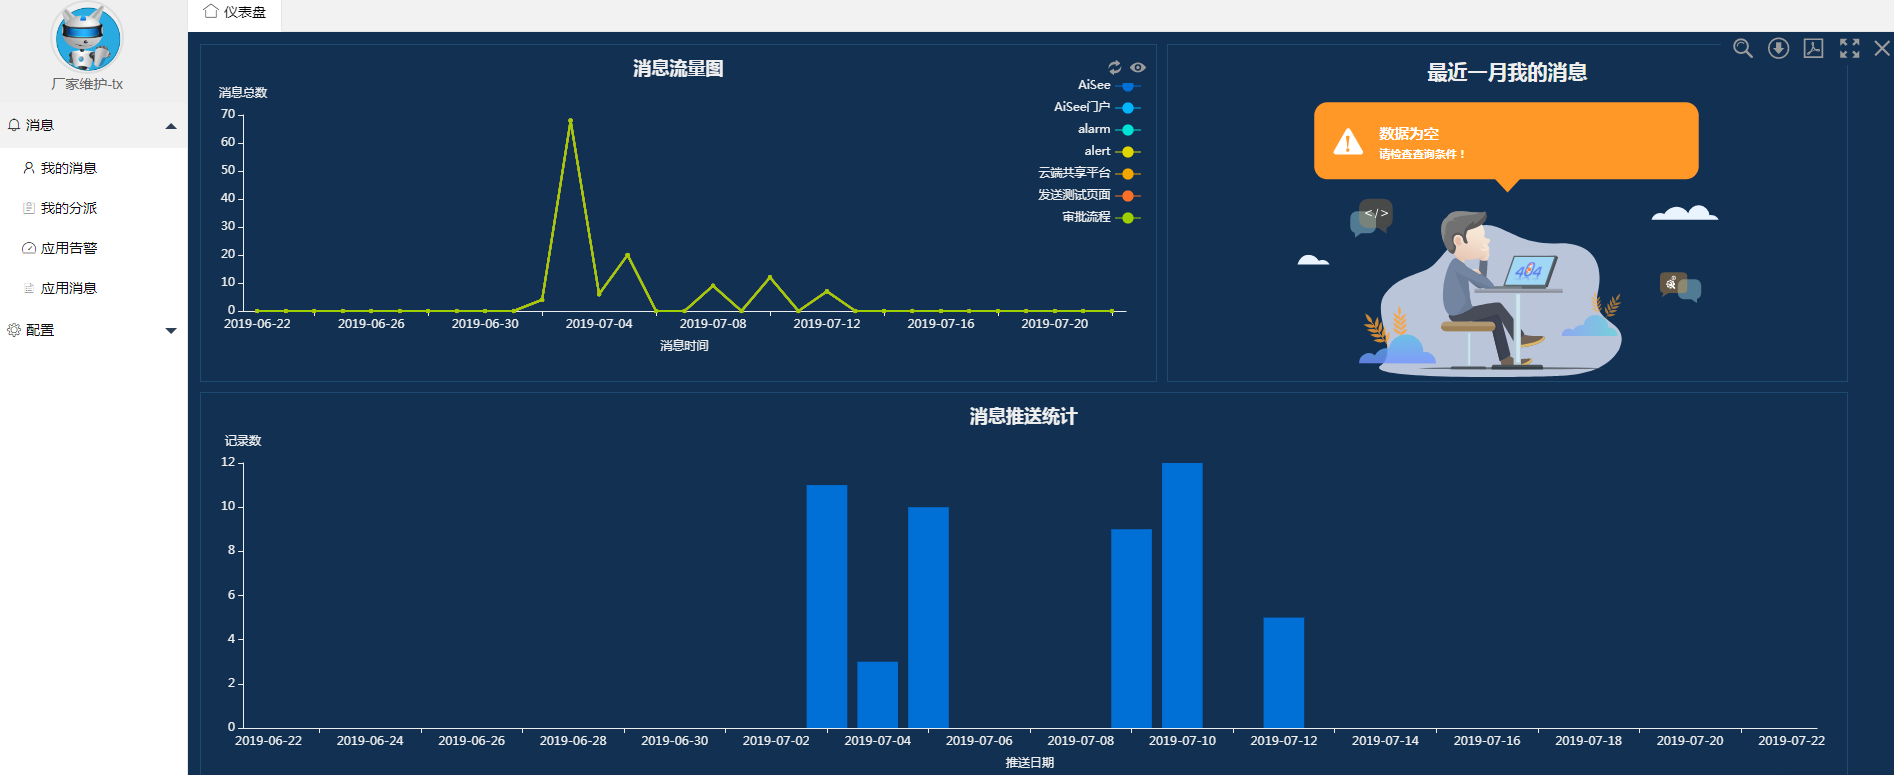 仪表盘
厂家维护-tx
消息
我的消息
我的分派
应用告警
应用消息
配置
消息流量图
消息总数
70
60
50
40
30
20
10
0
2019-06-22 2019-06-26 2019-06-30 2019-07-04 2019-07-08 2019-07-12 2019-07-16 2019-07-20
消息时间
AiSee
AiSee门户
alarm
alert
云端共享平台
发送测试页面
审批流程
最近一月我的消息
数据为空
请检查查询条件！
</>
404
消息推送统计
记录数
12
10
8
6
4
2
0
2019-06-22 2019-06-24 2019-06-26 2019-06-28 2019-06-30 2019-07-02 2019-07-04 2019-07-06 2019-07-08 2019-07-10 2019-07-12 2019-07-14 2019-07-16 2019-07-18 2019-07-20 2019-07-22
推送日期